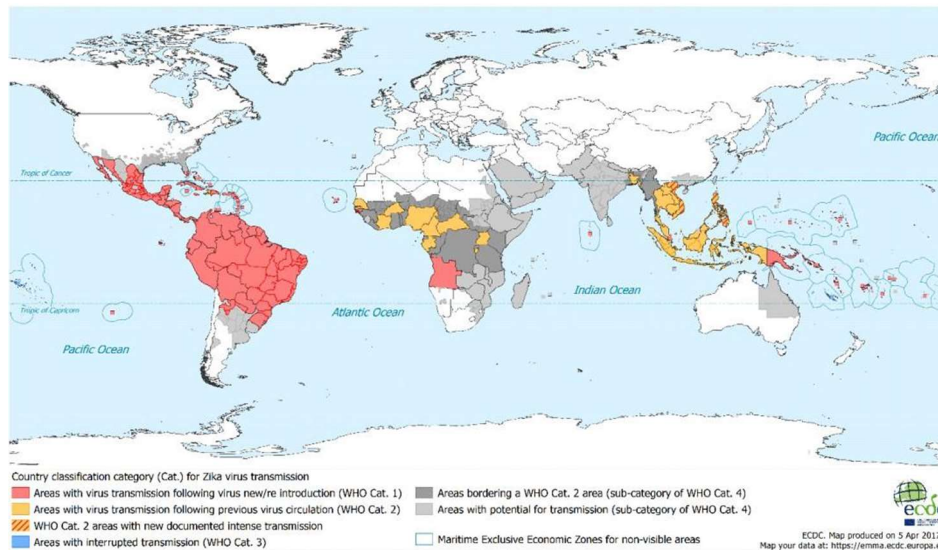 Pacific Ocean
Tropic of Cancer
Indian Ocean
Atlantic Ocean
Tropic of Capricorn
Pacific Ocean
Country classification category (Cat.) for Zika virus transmission
Areas with virus transmission following virus new/re introduction (WHO Cat. 1)
Areas with virus transmission following previous virus circulation (WHO Cat. 2)
WHO Cat. 2 areas with new documented intense transmission
Areas with interrupted transmission (WHO Cat. 3)
Areas bordering a WHO Cat. 2 area (sub-category of WHO Cat. 4)
Areas with potential for transmission (sub-category of WHO Cat. 4)
Maritime Exclusive Economic Zones for non-visible areas
ecdc
ECDC. Map produced on 5 Apr 2017
Map your data at: https://emma.ecdc.europa.e